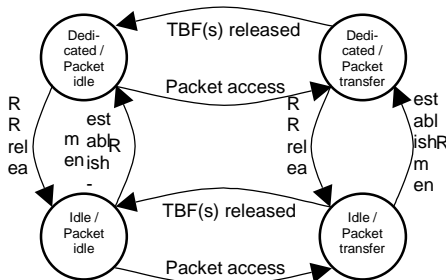 TBF(s) released
Dedi-
cated /
Packet
idle
Dedi-
cated /
Packet
transfer
Packet access
R
R
rel
ea
est
abl
ish
-
R
m
en
R
R
rel
ea
est
abl
ish
R
m
en
TBF(s) released
Idle /
Packet
idle
Idle /
Packet
transfer
Packet access